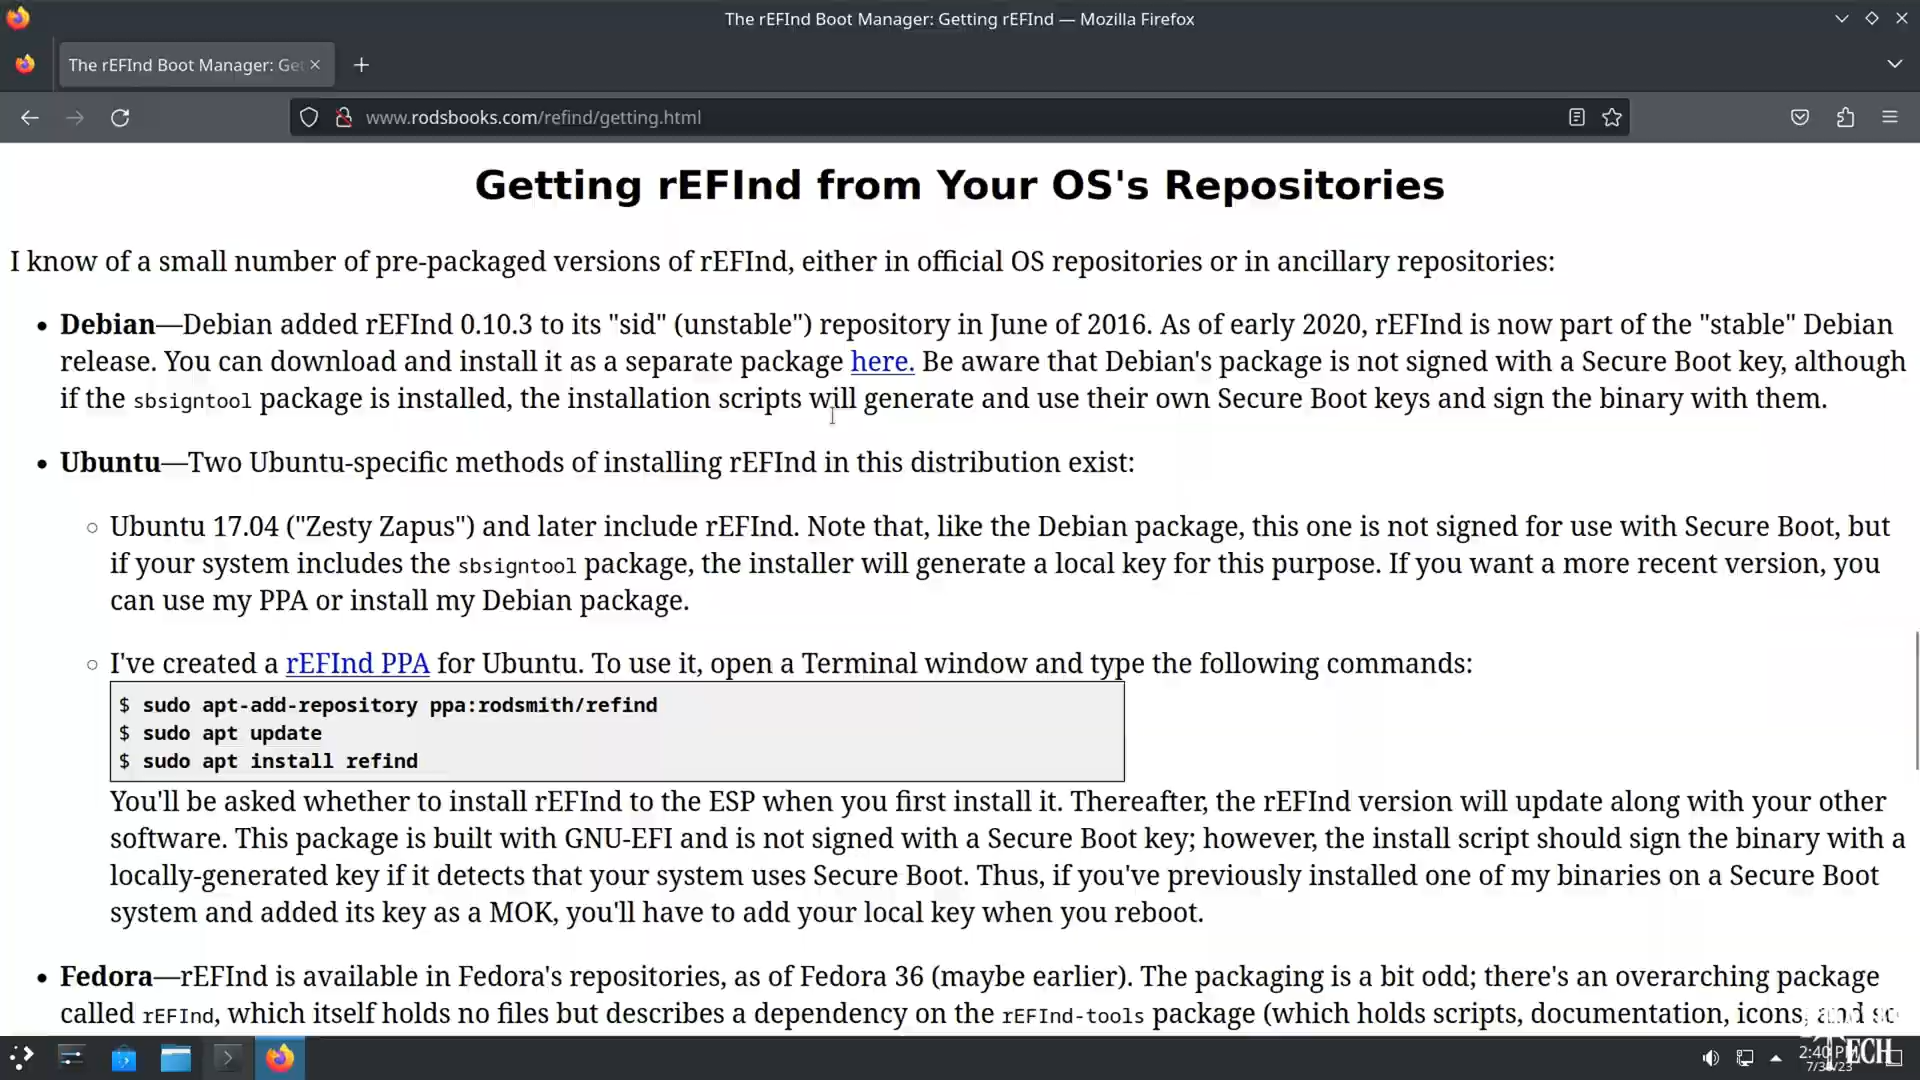 The rEFInd Boot Manager: Getting rEFInd — Mozilla Firefox
The rEFInd Boot Manager: Get
www.rodsbooks.com/refind/getting.html
Getting rEFInd from Your OS's Repositories
I know of a small number of pre-packaged versions of rEFInd, either in official OS repositories or in ancillary repositories:
• Debian—Debian added rEFInd 0.10.3 to its "sid" (unstable") repository in June of 2016. As of early 2020, rEFInd is now part of the "stable" Debian
release. You can download and install it as a separate package here. Be aware that Debian's package is not signed with a Secure Boot key, although
if the sbsigntool package is installed, the installation scripts will generate and use their own Secure Boot keys and sign the binary with them.
• Ubuntu—Two Ubuntu-specific methods of installing rEFInd in this distribution exist:
◦ Ubuntu 17.04 ("Zesty Zapus") and later include rEFInd. Note that, like the Debian package, this one is not signed for use with Secure Boot, but
if your system includes the sbsigntool package, the installer will generate a local key for this purpose. If you want a more recent version, you
can use my PPA or install my Debian package.
◦ I've created a rEFInd PPA for Ubuntu. To use it, open a Terminal window and type the following commands:
$ sudo apt-add-repository ppa:rodsmith/refind
$ sudo apt update
$ sudo apt install refind
You'll be asked whether to install rEFInd to the ESP when you first install it. Thereafter, the rEFInd version will update along with your other
software. This package is built with GNU-EFI and is not signed with a Secure Boot key; however, the install script should sign the binary with a
locally-generated key if it detects that your system uses Secure Boot. Thus, if you've previously installed one of my binaries on a Secure Boot
system and added its key as a MOK, you'll have to add your local key when you reboot.
• Fedora—rEFInd is available in Fedora's repositories, as of Fedora 36 (maybe earlier). The packaging is a bit odd; there's an overarching package
called rEFInd, which itself holds no files but describes a dependency on the rEFInd-tools package (which holds scripts, documentation, icons, and so
2:40 PM
TECH